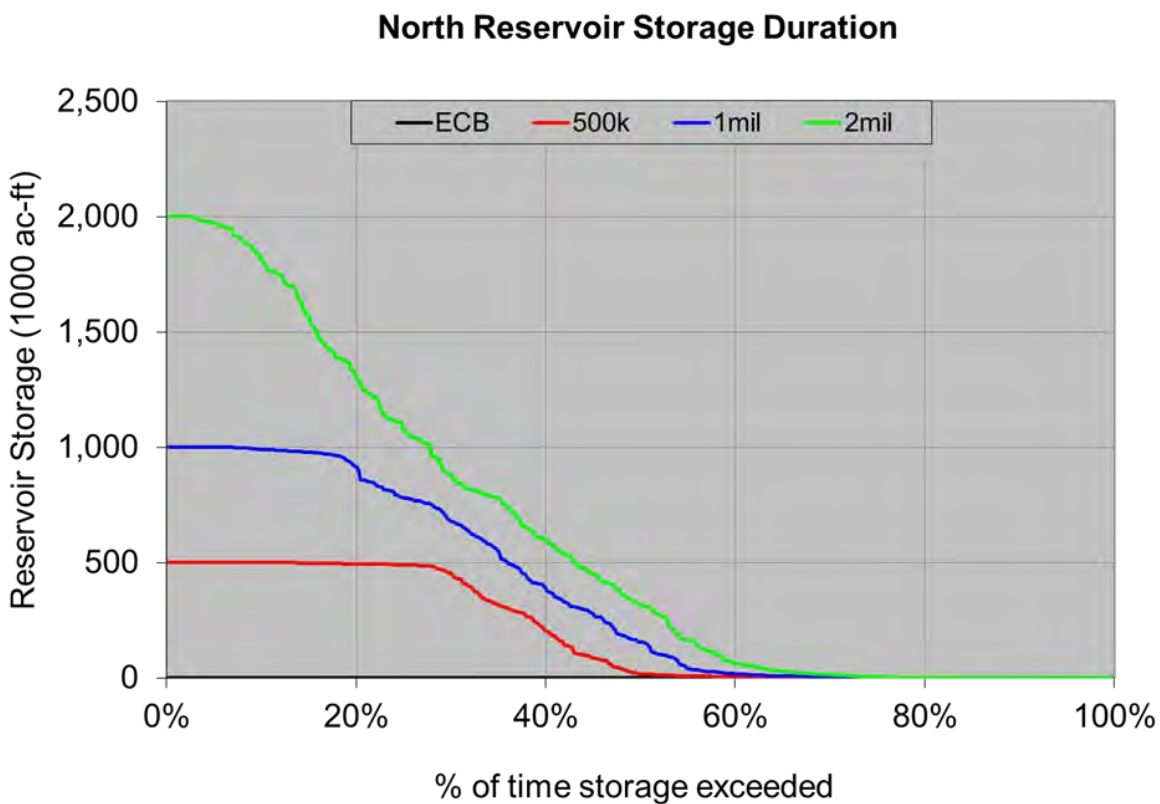 North Reservoir Storage Duration
2,500
2,000
1,500
1,000
500
0
Reservoir Storage (1000 ac-ft)
ECB 500k 1mil 2mil
0% 20% 40% 60% 80% 100%
% of time storage exceeded